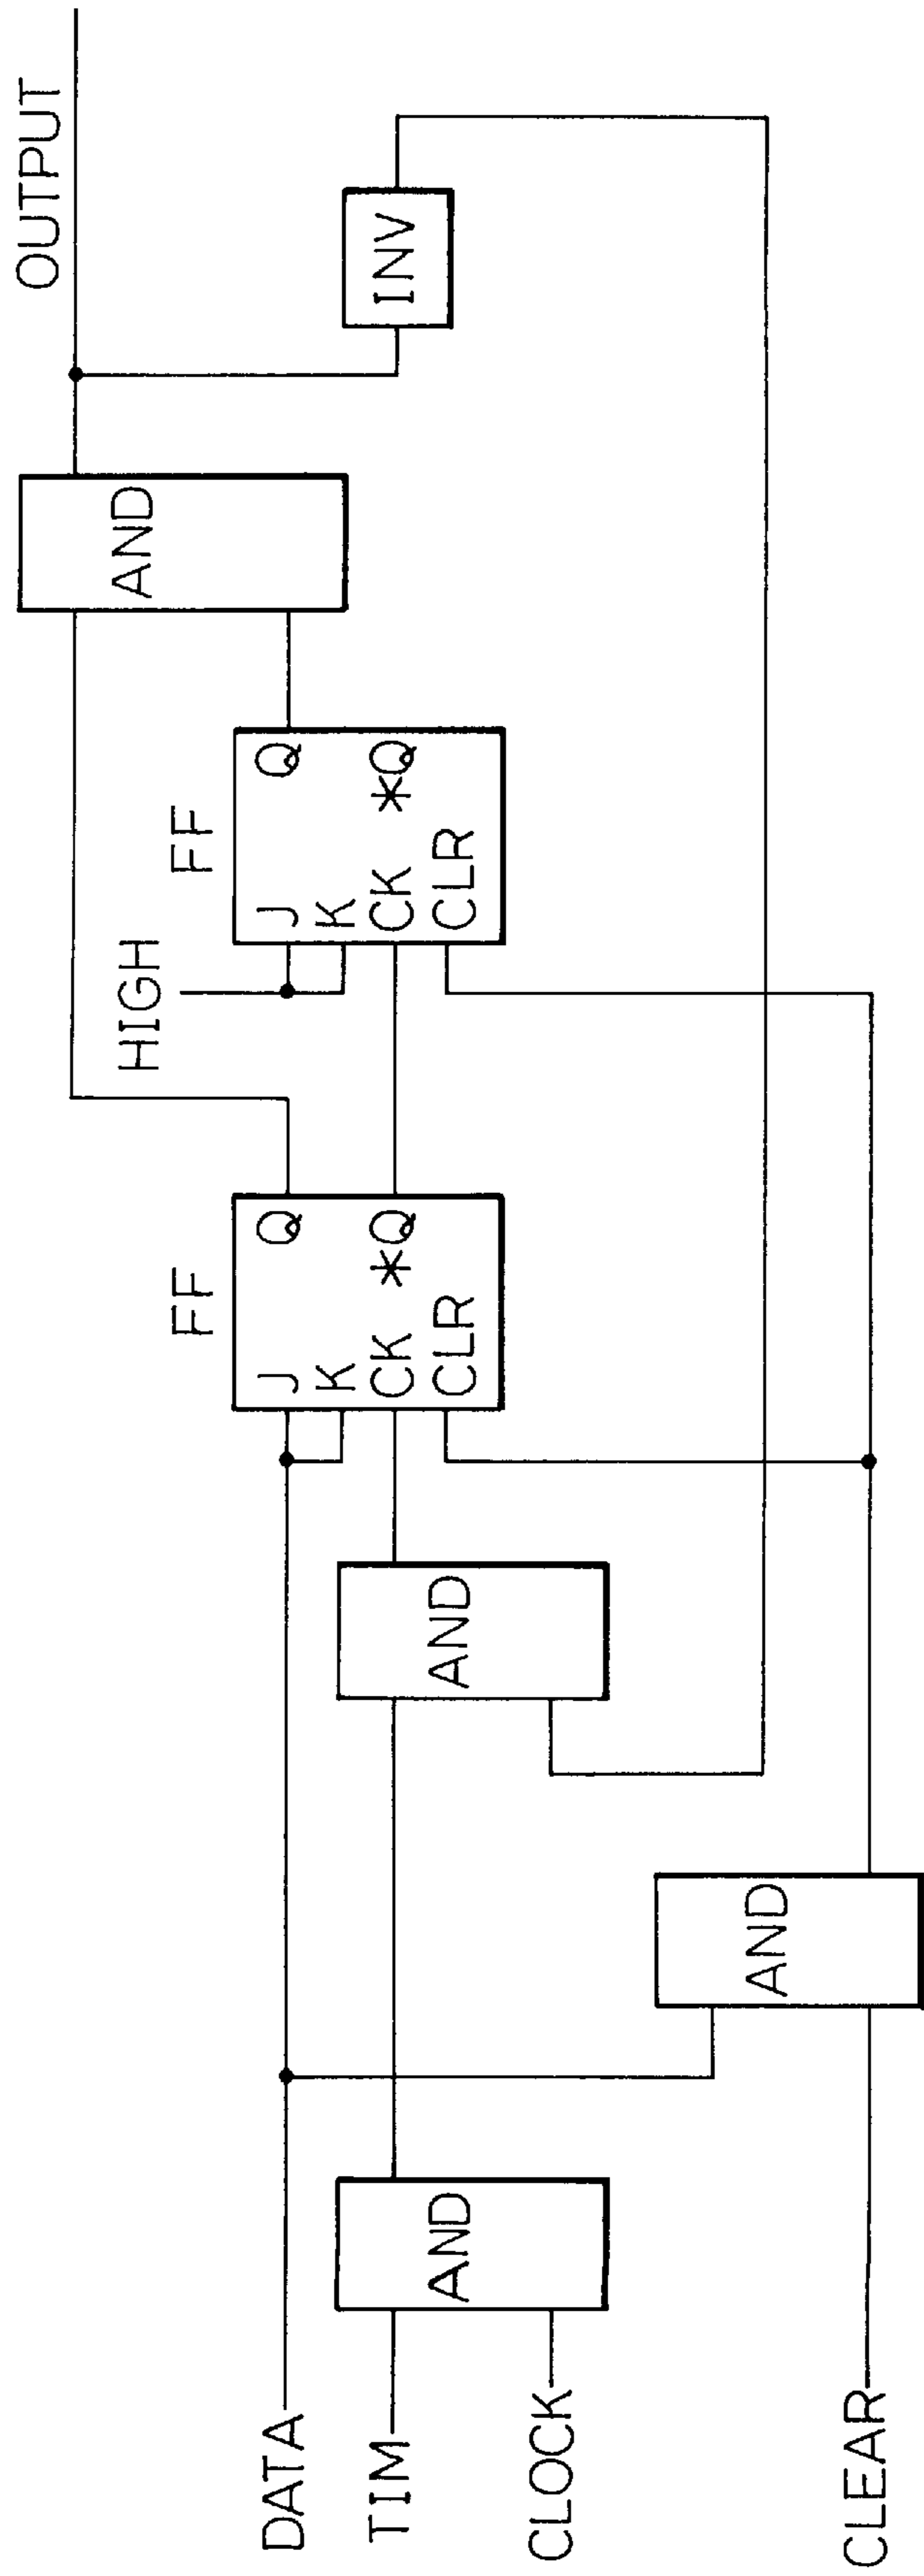 DATA
TIM
CLOCK
CLEAR
AND
AND
AND
FF
J
K
CK
CLR
Q
*Q
HIGH
FF
J
K
CK
CLR
Q
*Q
AND
INV
OUTPUT